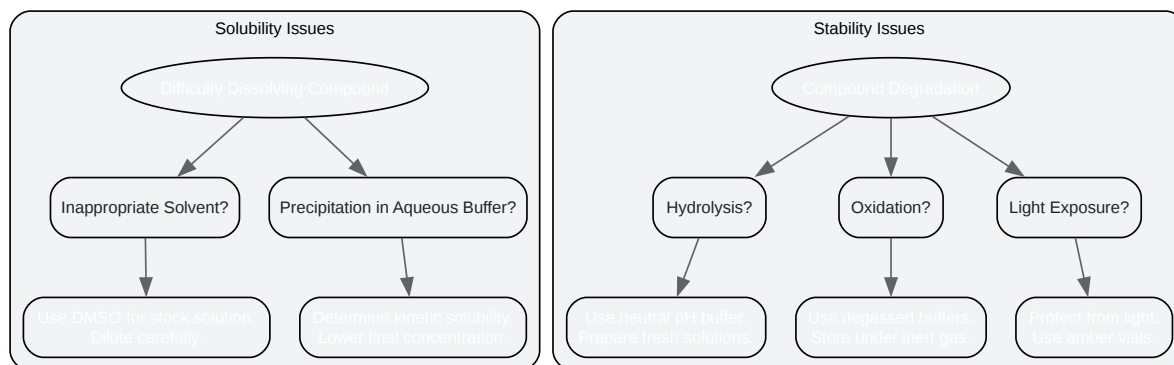 Solubility Issues
Difficulty Dissolving Compound
Inappropriate Solvent?
Precipitation in Aqueous Buffer?
Use DMSO for stock solution.
Dilute carefully.
Determine kinetic solubility.
Lower final concentration.
Stability Issues
Compound Degradation
Hydrolysis?
Oxidation?
Light Exposure?
Use neutral pH buffer.
Prepare fresh solutions.
Use degassed buffers.
Store under inert gas.
Protect from light.
Use amber vials.